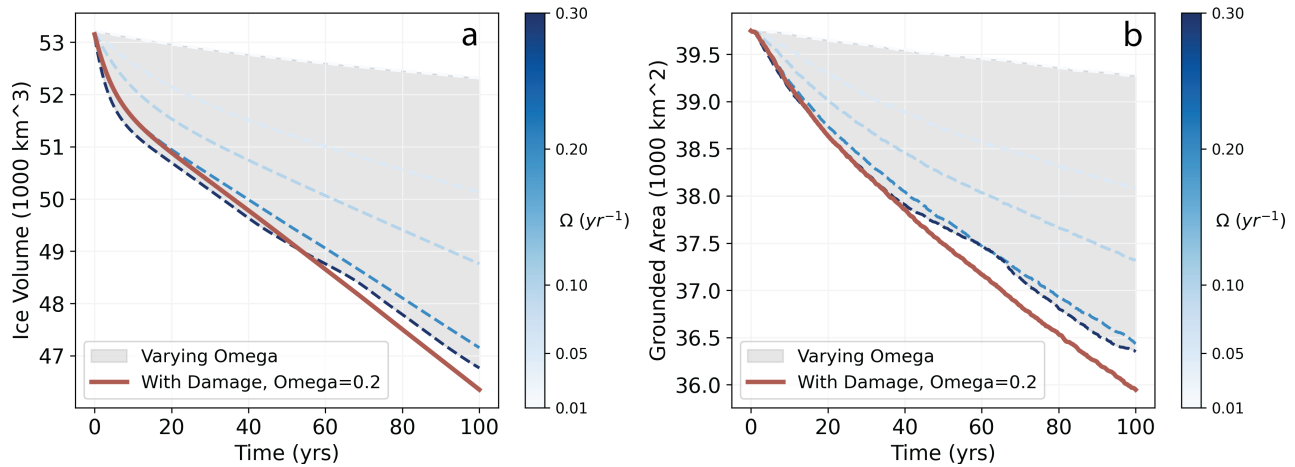 a
53
52
51
50
49
48
47
Ice Volume (1000 km^3)
Varying Omega
With Damage, Omega=0.2
0 20 40 60 80 100
Time (yrs)
0.30
0.20
0.10
0.05
0.01
Ω (yr⁻¹)
b
39.5
39.0
38.5
38.0
37.5
37.0
36.5
36.0
Grounded Area (1000 km^2)
Varying Omega
With Damage, Omega=0.2
0 20 40 60 80 100
Time (yrs)
0.30
0.20
0.10
0.05
0.01
Ω (yr⁻¹)